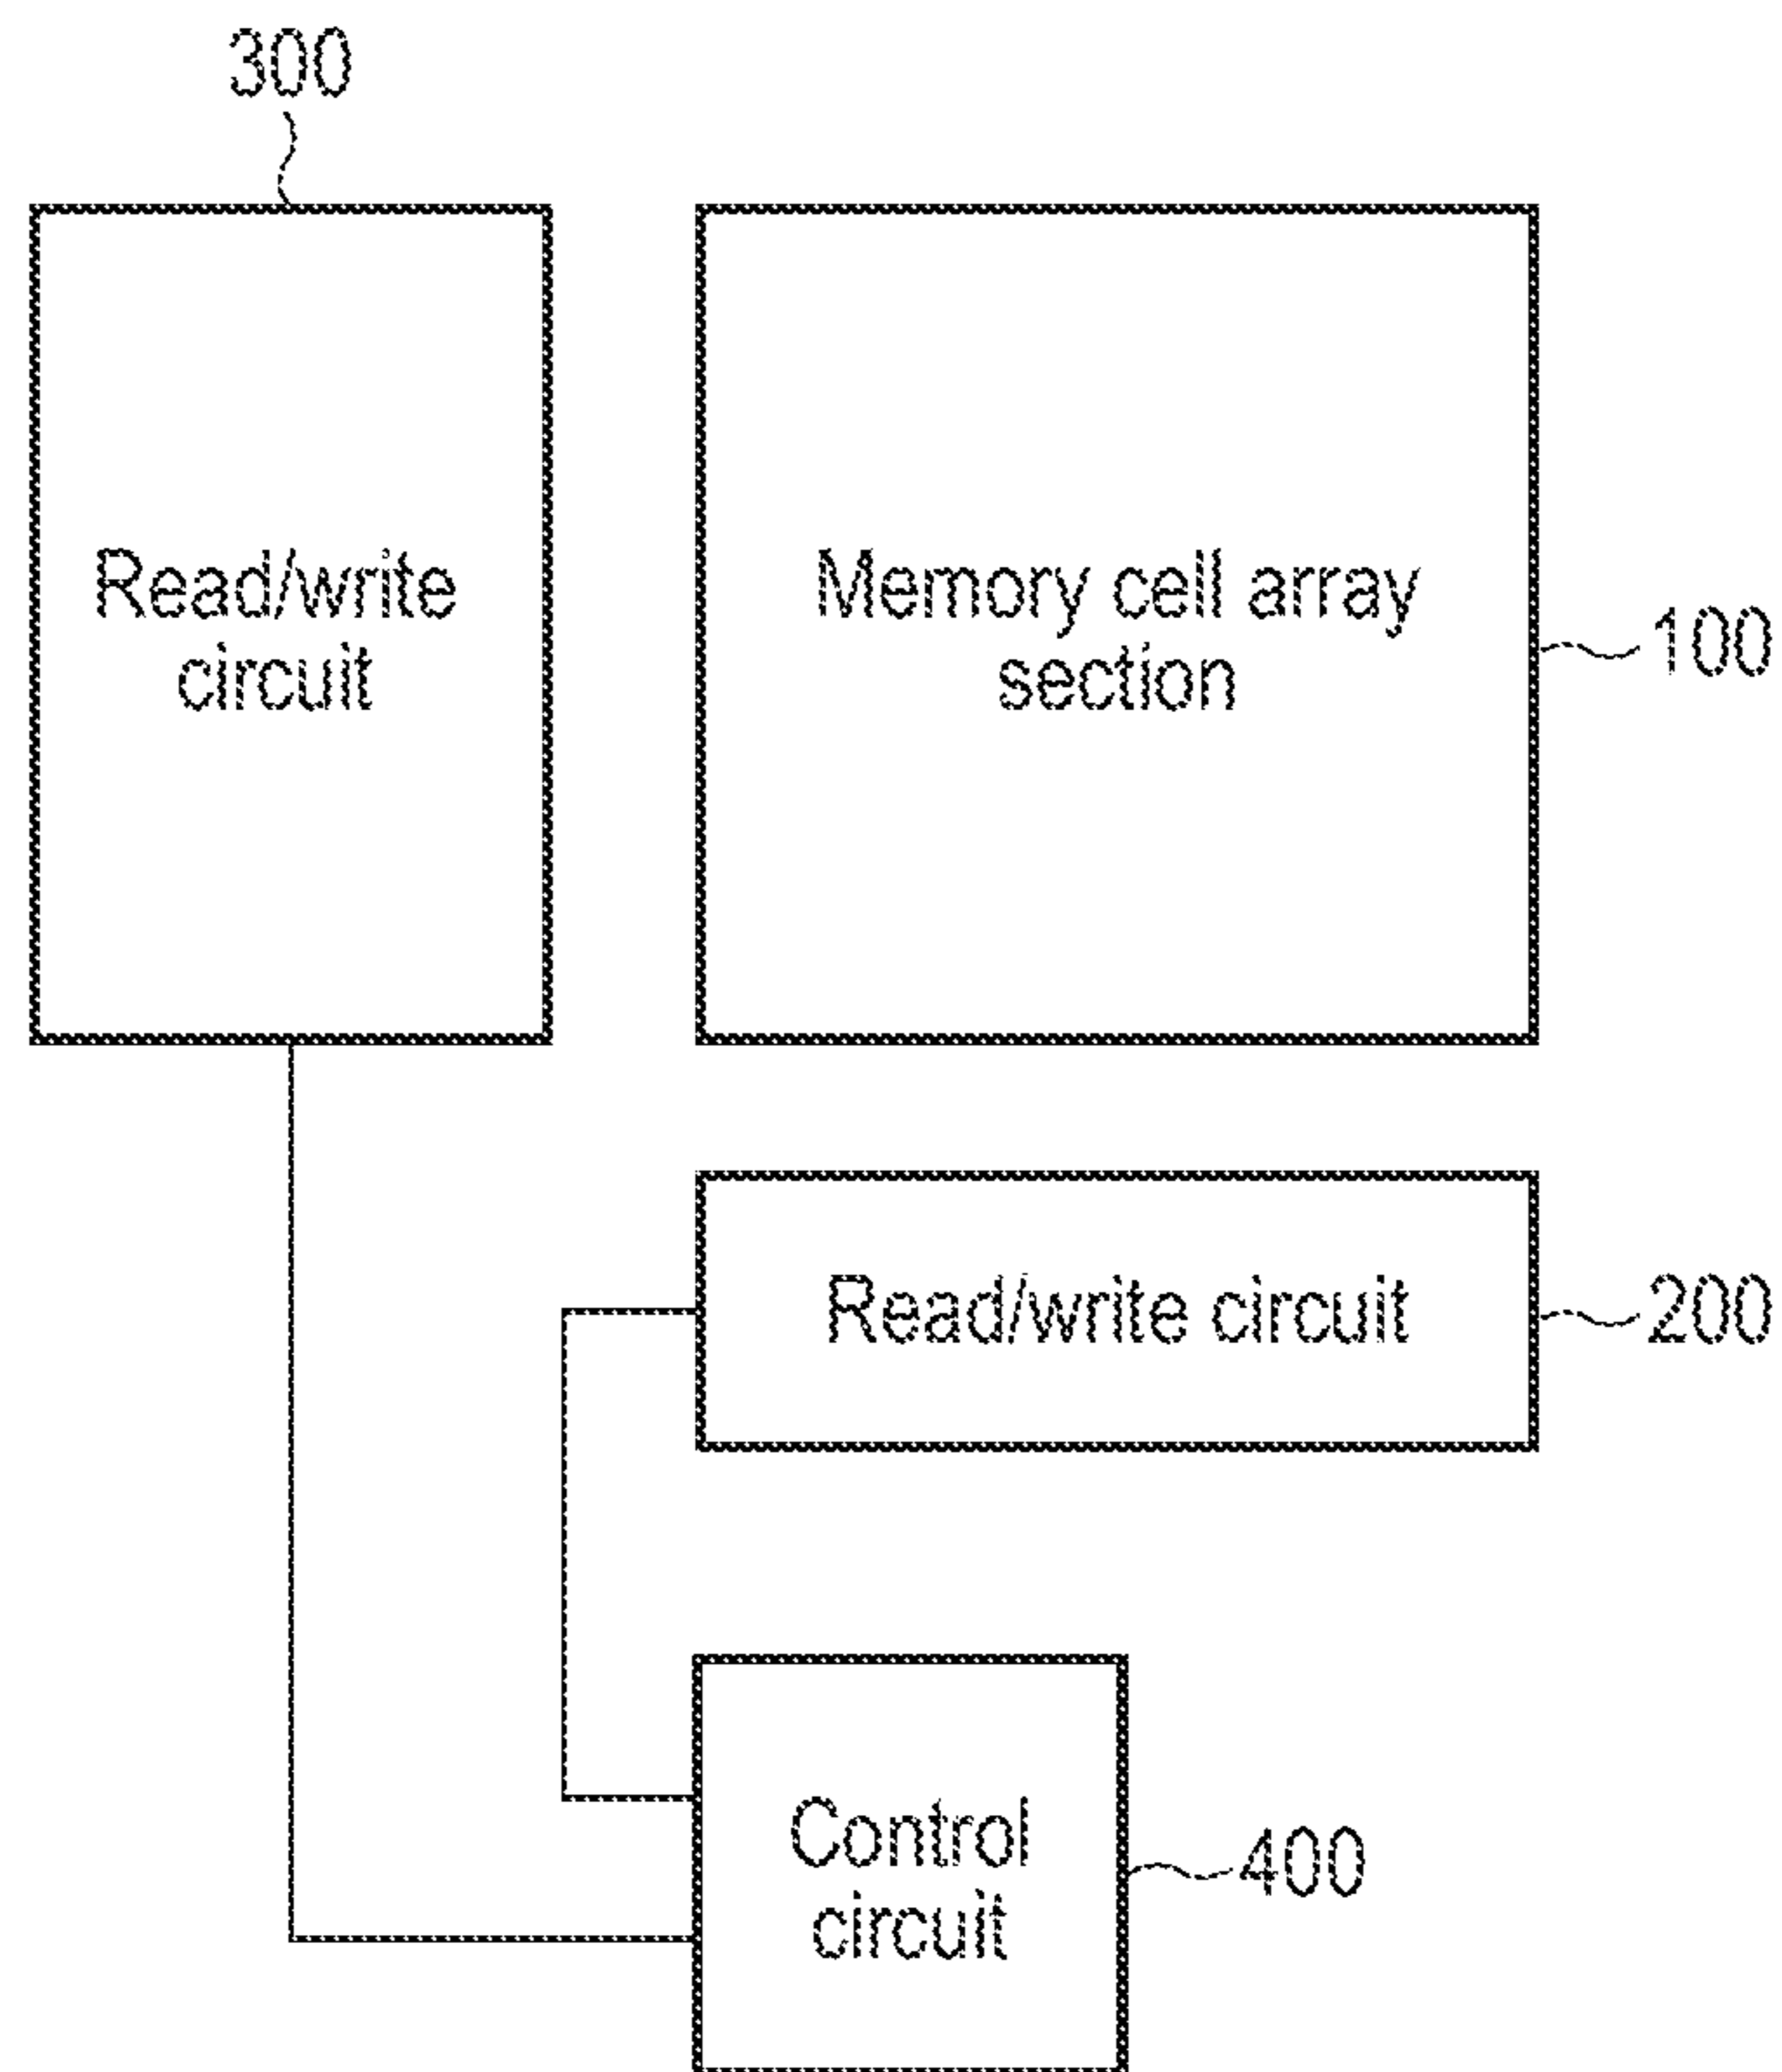 300
Read/write
circuit
Memory cell array
section
100
Read/write circuit
200
Control
circuit
400